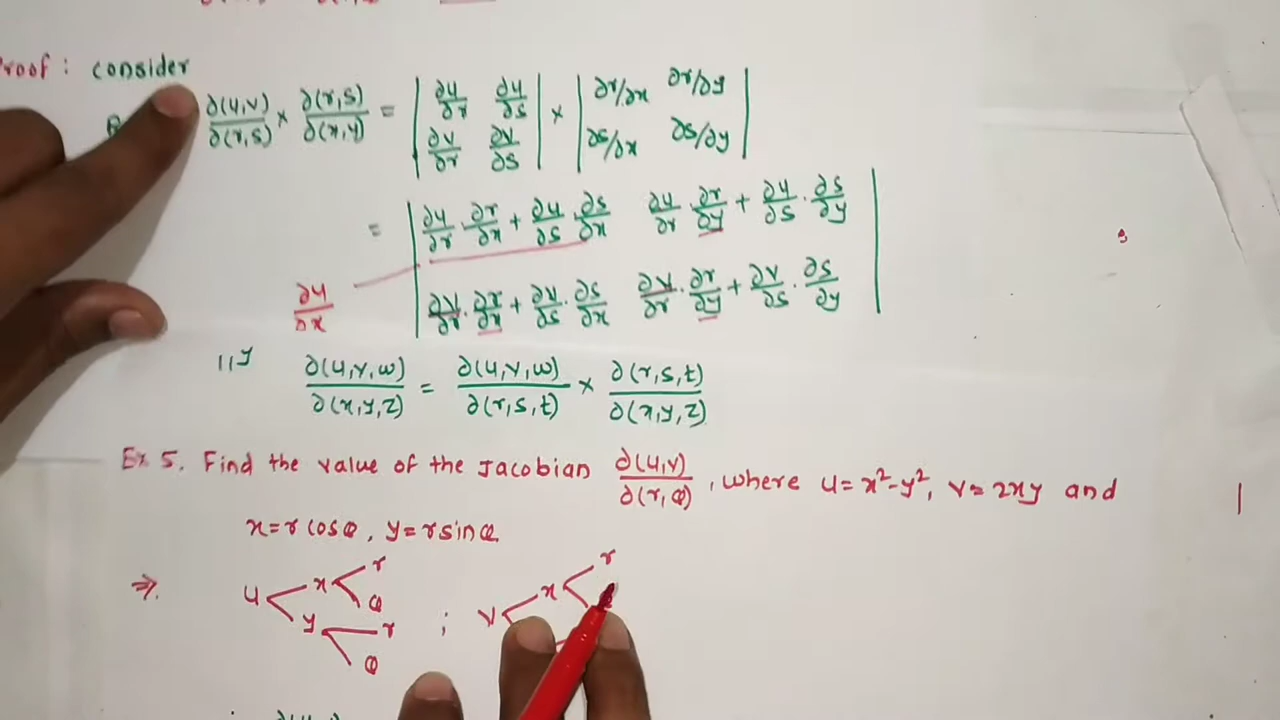 Proof : consider
∂(u,v)/∂(r,s) × ∂(r,s)/∂(x,y) = | ∂u/∂r ∂u/∂s ; ∂v/∂r ∂v/∂s | × | ∂r/∂x ∂r/∂y ; ∂s/∂x ∂s/∂y |
= | ∂u/∂r · ∂r/∂x + ∂u/∂s · ∂s/∂x   ∂u/∂r · ∂r/∂y + ∂u/∂s · ∂s/∂y |
∂u/∂x
| ∂v/∂r · ∂r/∂x + ∂v/∂s · ∂s/∂x   ∂v/∂r · ∂r/∂y + ∂v/∂s · ∂s/∂y |
||ly ∂(u,v,w)/∂(x,y,z) = ∂(u,v,w)/∂(r,s,t) × ∂(r,s,t)/∂(x,y,z)
Ex 5. Find the value of the Jacobian ∂(u,v)/∂(r,θ), where u = x²-y², v = 2xy and
x = r cosθ, y = r sinθ.
⇒ u < x < r θ
y < r θ ; v < x < r